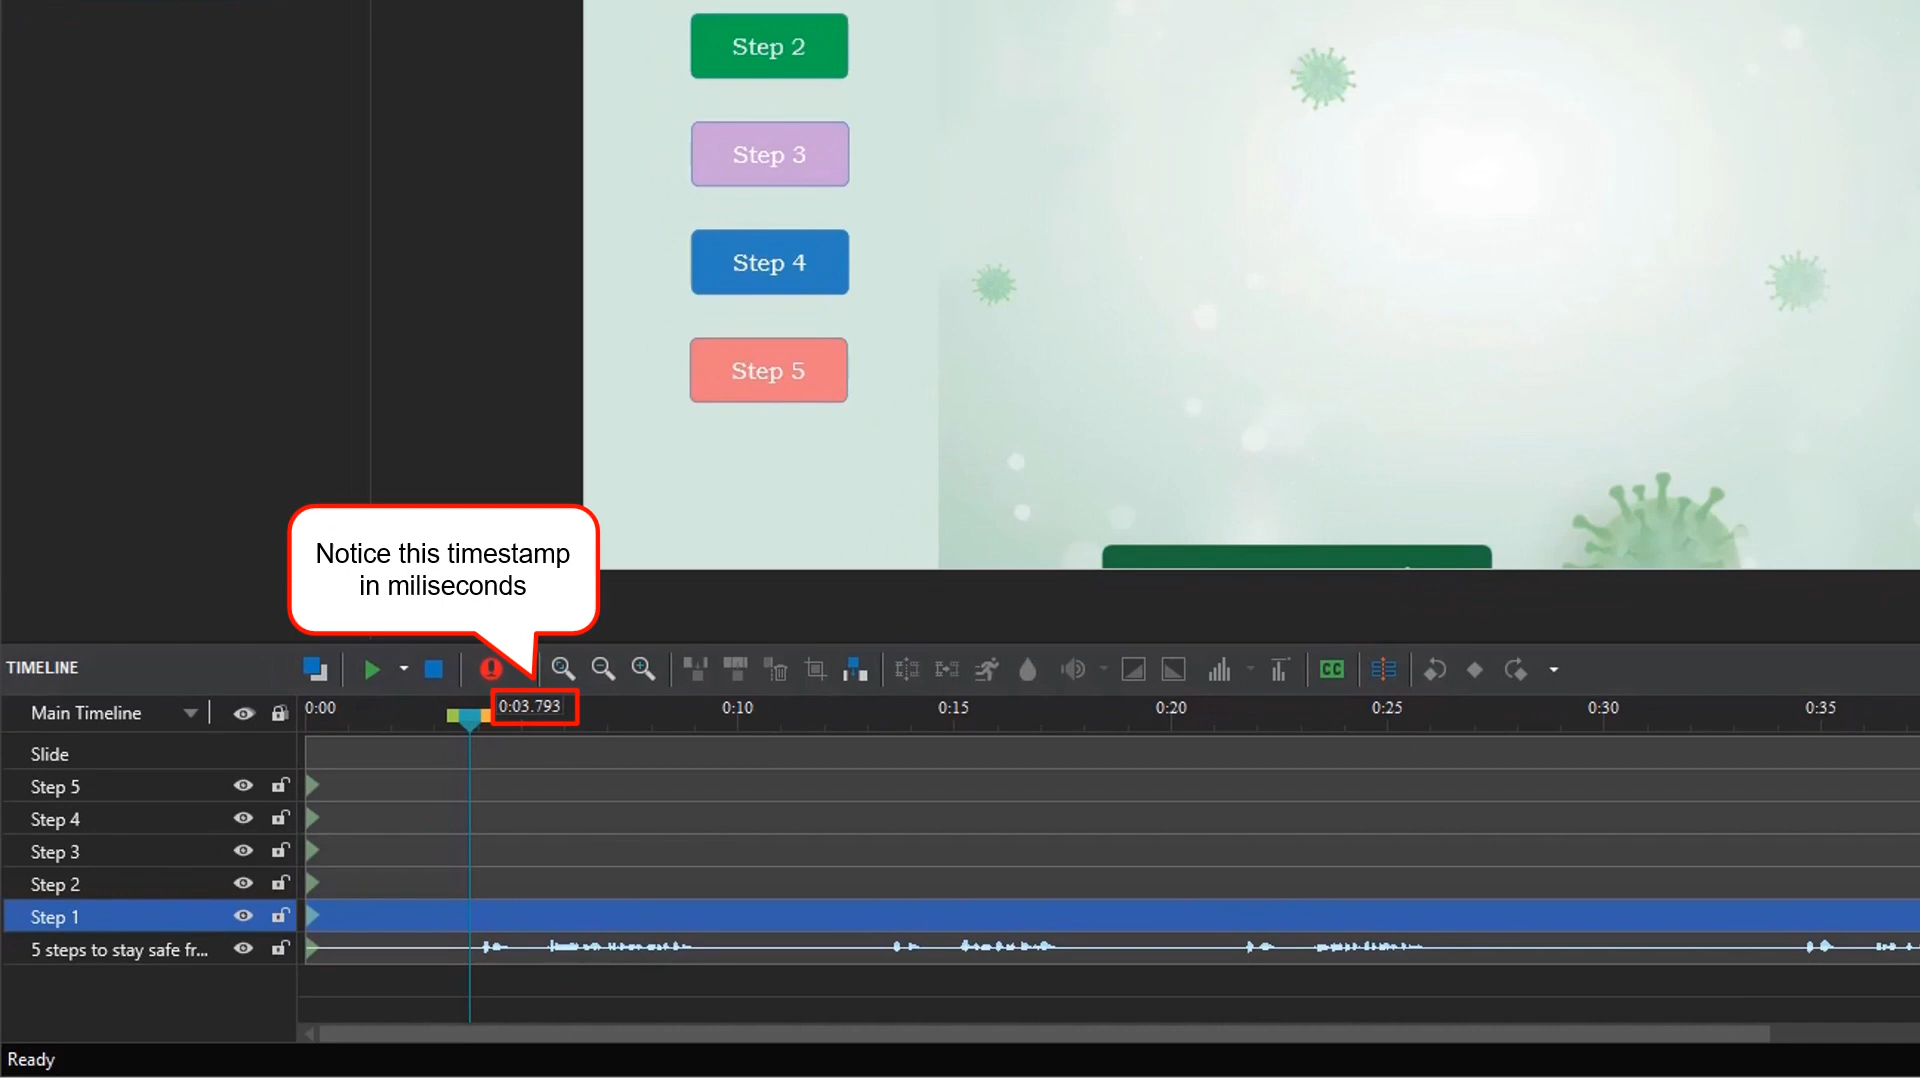 Step 2
Step 3
Step 4
Step 5
Notice this timestamp
in miliseconds
TIMELINE
CC
Main Timeline
0:00
0:03.793
0:10
0:15
0:20
0:25
0:30
0:35
Slide
Step 5
Step 4
Step 3
Step 2
Step 1
5 steps to stay safe fr...
Ready